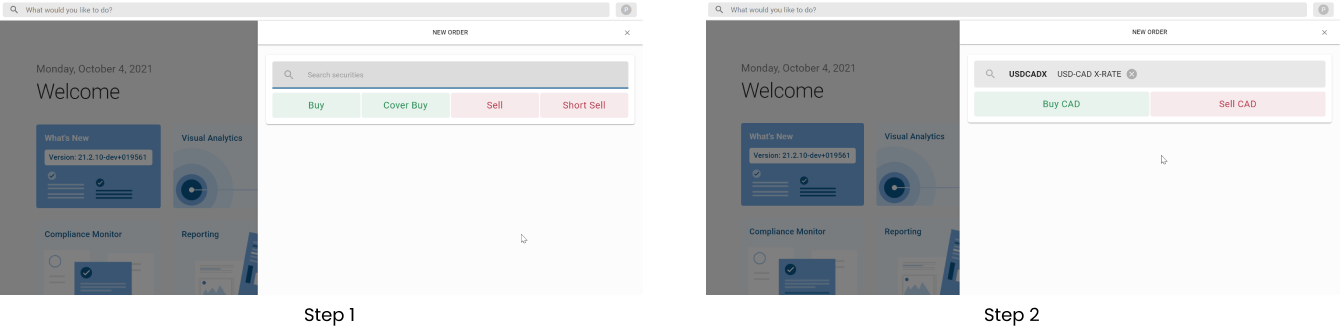 What would you like to do?
P
NEW ORDER
Monday, October 4, 2021
Welcome
Search securities
Buy
Cover Buy
Sell
Short Sell
What's New
Version: 21.2.10-dev+019561
Visual Analytics
Compliance Monitor
Reporting
Step 1
What would you like to do?
P
NEW ORDER
Monday, October 4, 2021
Welcome
USDCADX USD-CAD X-RATE
Buy CAD
Sell CAD
What's New
Version: 21.2.10-dev+019561
Visual Analytics
Compliance Monitor
Reporting
Step 2